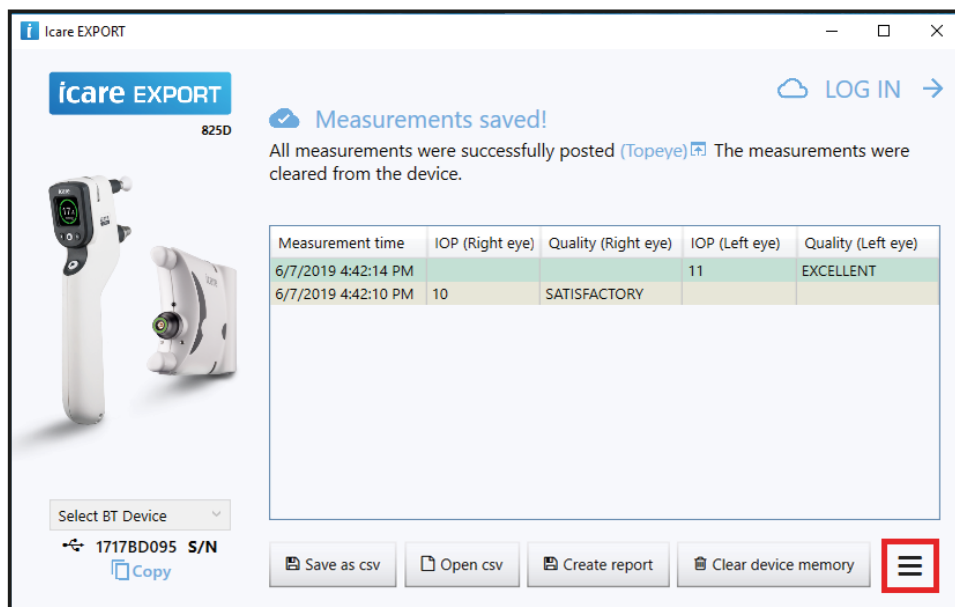 Icare EXPORT
icare EXPORT
825D
LOG IN
Measurements saved!
All measurements were successfully posted (Topeye) The measurements were
cleared from the device.
Measurement time IOP (Right eye) Quality (Right eye) IOP (Left eye) Quality (Left eye)
6/7/2019 4:42:14 PM 11 EXCELLENT
6/7/2019 4:42:10 PM 10 SATISFACTORY
Select BT Device
1717BD095 S/N
Copy
Save as csv Open csv Create report Clear device memory